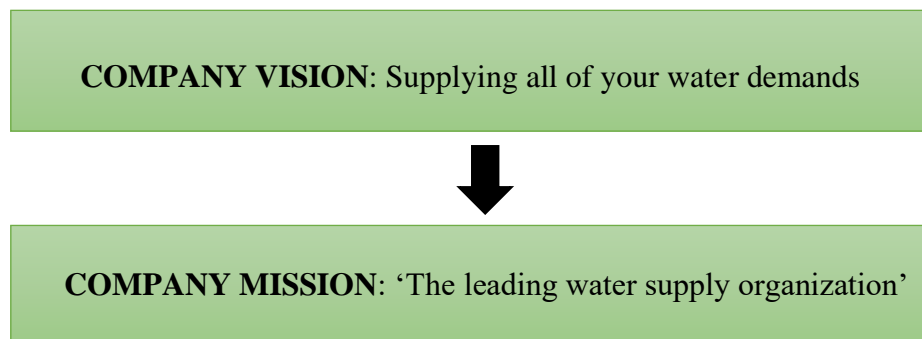 COMPANY VISION: Supplying all of your water demands
COMPANY MISSION: ‘The leading water supply organization’